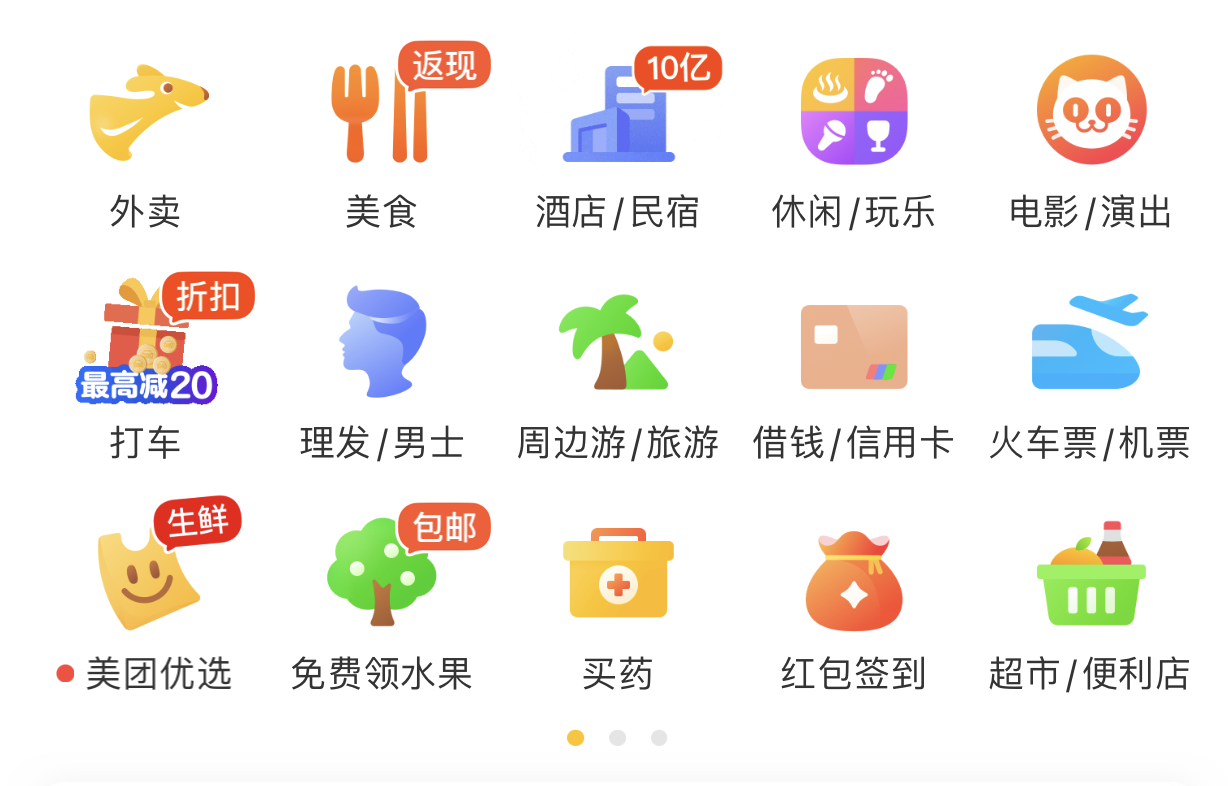 返现
10亿
外卖
美食
酒店/民宿
休闲/玩乐
电影/演出
折扣
最高减20
打车
理发/男士
周边游/旅游
借钱/信用卡
火车票/机票
生鲜
包邮
美团优选
免费领水果
买药
红包签到
超市/便利店